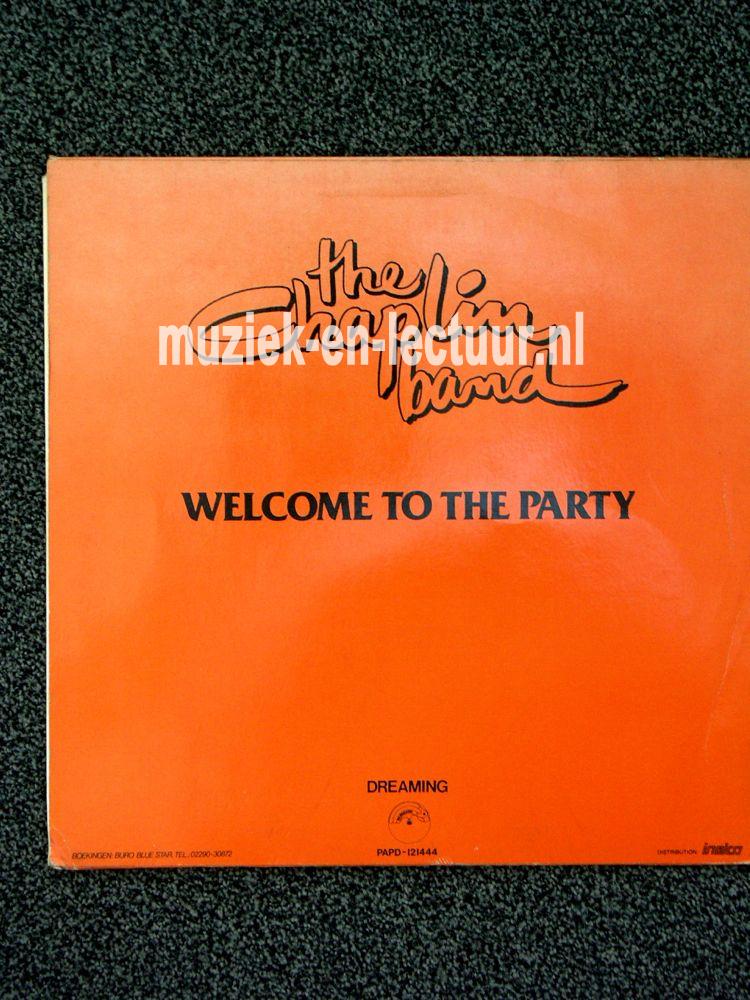 the
Chaplin
muziek-en-lectuur.nl
band
WELCOME TO THE PARTY
DREAMING
PAPD-121444
BOEKINGEN: BURO BLUE STAR, TEL.: 02290-30872
DISTRIBUTION inelco